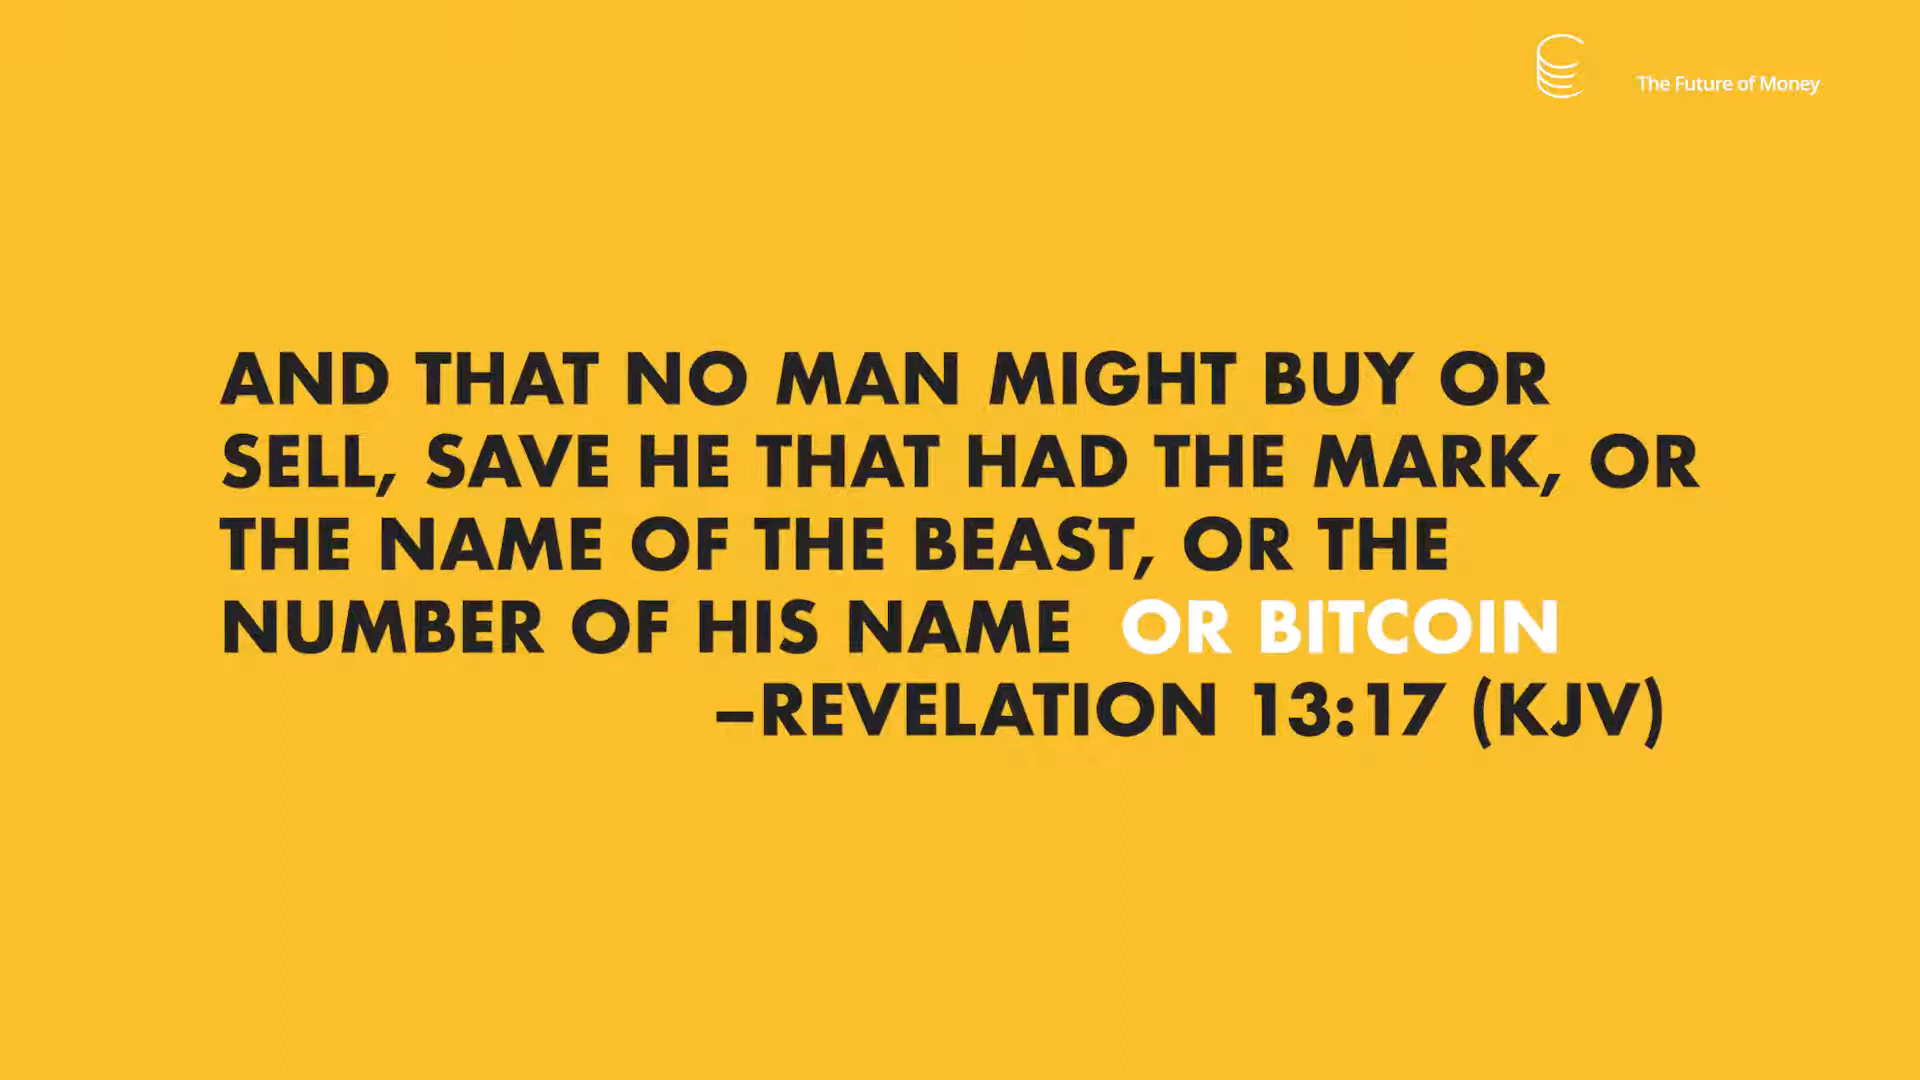 The Future of Money
AND THAT NO MAN MIGHT BUY OR
SELL, SAVE HE THAT HAD THE MARK, OR
THE NAME OF THE BEAST, OR THE
NUMBER OF HIS NAME OR BITCOIN
–REVELATION 13:17 (KJV)